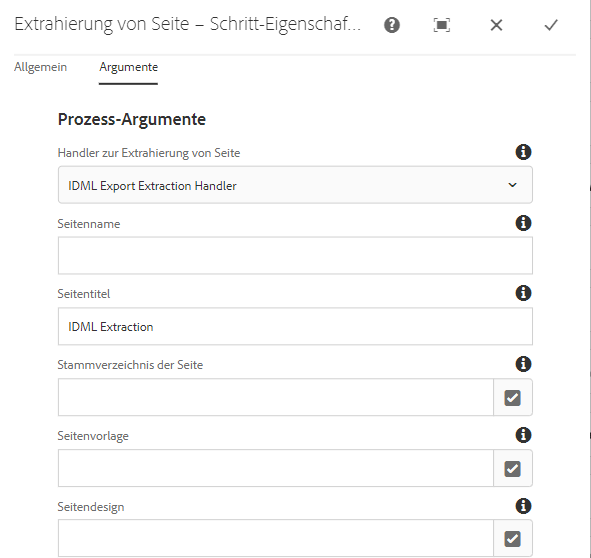 Extrahierung von Seite – Schritt-Eigenschaf...
Allgemein
Argumente
Prozess-Argumente
Handler zur Extrahierung von Seite
IDML Export Extraction Handler
Seitenname
Seitentitel
IDML Extraction
Stammverzeichnis der Seite
Seitenvorlage
Seitendesign